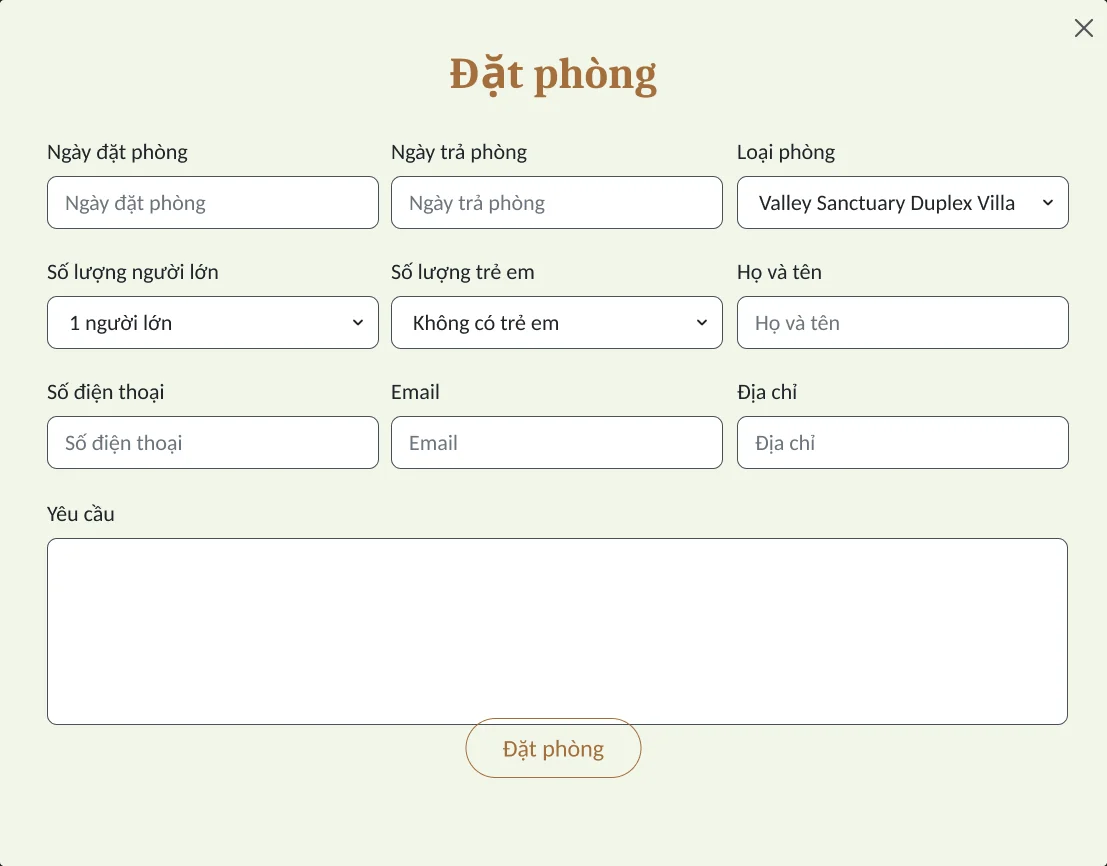 Đặt phòng
Ngày đặt phòng
Ngày trả phòng
Loại phòng
Ngày đặt phòng
Ngày trả phòng
Valley Sanctuary Duplex Villa
Số lượng người lớn
Số lượng trẻ em
Họ và tên
1 người lớn
Không có trẻ em
Họ và tên
Số điện thoại
Email
Địa chỉ
Số điện thoại
Email
Địa chỉ
Yêu cầu
Đặt phòng